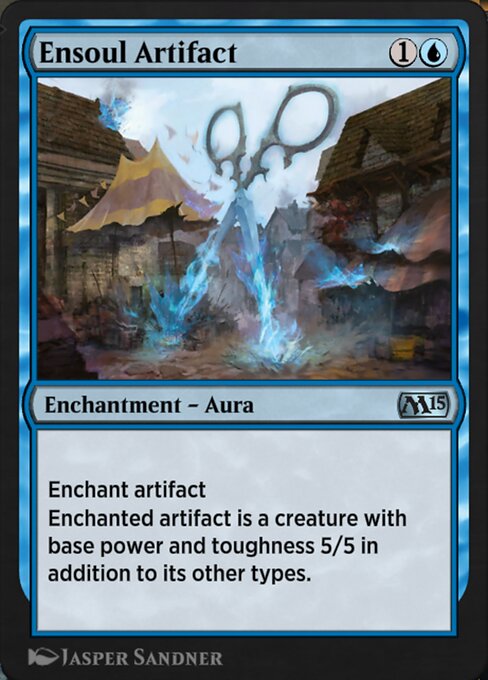 Ensoul Artifact 1
Enchantment – Aura M15
Enchant artifact
Enchanted artifact is a creature with
base power and toughness 5/5 in
addition to its other types.
Jasper Sandner